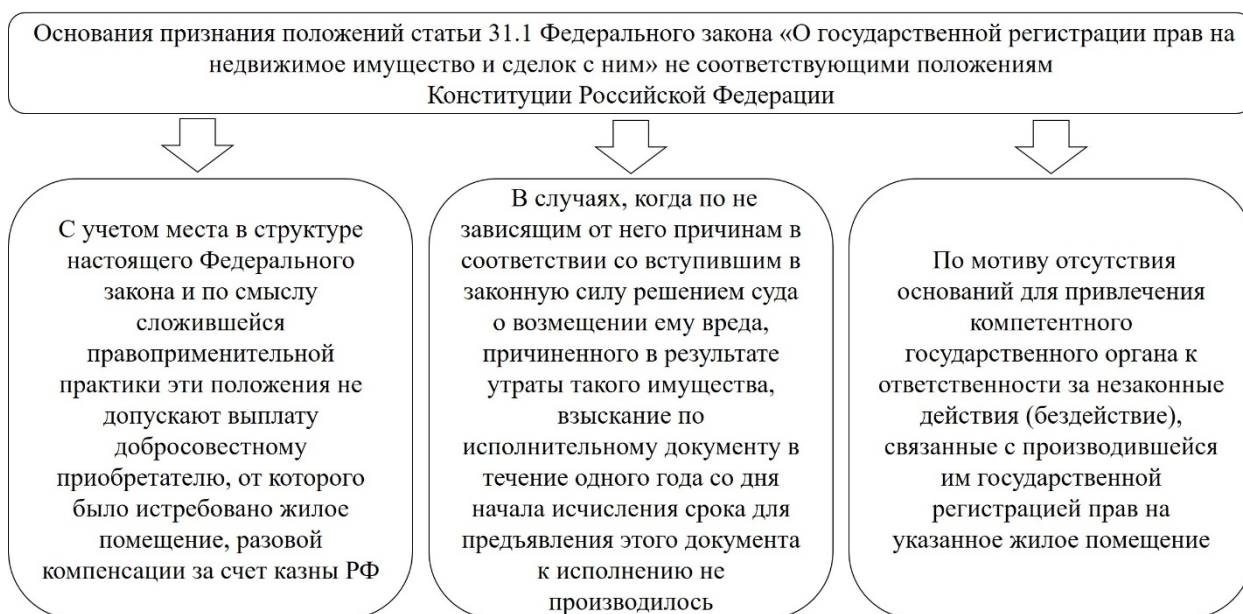 Основания признания положений статьи 31.1 Федерального закона «О государственной регистрации прав на
недвижимое имущество и сделок с ним» не соответствующими положениям
Конституции Российской Федерации
С учетом места в структуре
настоящего Федерального
закона и по смыслу
сложившейся
правоприменительной
практики эти положения не
допускают выплату
добросовестному
приобретателю, от которого
было истребовано жилое
помещение, разовой
компенсации за счет казны РФ
В случаях, когда по не
зависящим от него причинам в
соответствии со вступившим в
законную силу решением суда
о возмещении ему вреда,
причиненного в результате
утраты такого имущества,
взыскание по
исполнительному документу в
течение одного года со дня
начала исчисления срока для
предъявления этого документа
к исполнению не
производилось
По мотиву отсутствия
оснований для привлечения
компетентного
государственного органа к
ответственности за незаконные
действия (бездействие),
связанные с производившейся
им государственной
регистрацией прав на
указанное жилое помещение